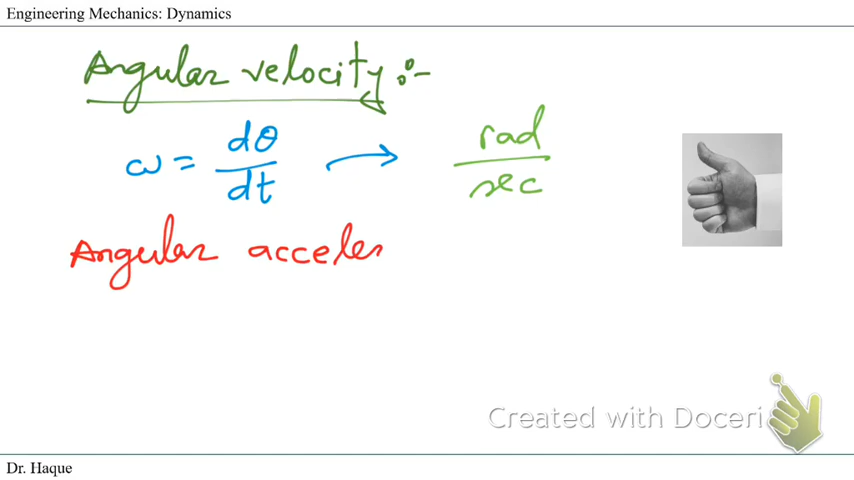 Engineering Mechanics: Dynamics
Angular velocity :-
ω = dθ/dt → rad/sec
Angular acceler
Created with Doceri
Dr. Haque